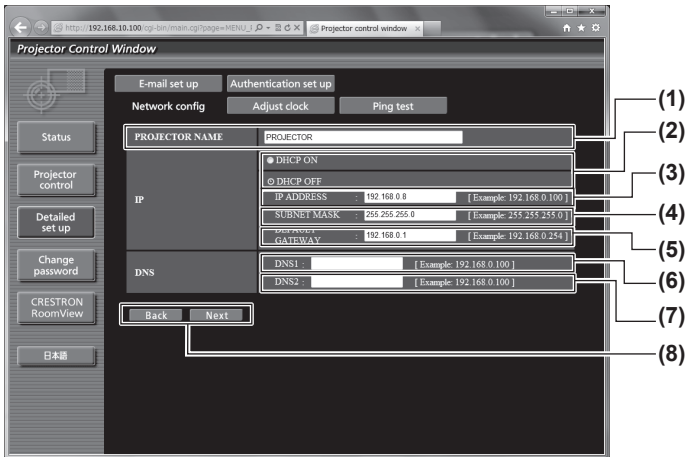 http://192.168.10.100/cgi-bin/main.cgi?page=MENU_I
Projector control window
Projector Control Window
E-mail set up
Authentication set up
Network config
Adjust clock
Ping test
Status
Projector control
Detailed set up
Change password
CRESTRON RoomView
日本語
PROJECTOR NAME
PROJECTOR
IP
DHCP ON
DHCP OFF
IP ADDRESS : 192.168.0.8 [ Example: 192.168.0.100 ]
SUBNET MASK : 255.255.255.0 [ Example: 255.255.255.0 ]
DEFAULT GATEWAY : 192.168.0.1 [ Example: 192.168.0.254 ]
DNS
DNS1 : [ Example: 192.168.0.100 ]
DNS2 : [ Example: 192.168.0.100 ]
Back
Next
(1)
(2)
(3)
(4)
(5)
(6)
(7)
(8)